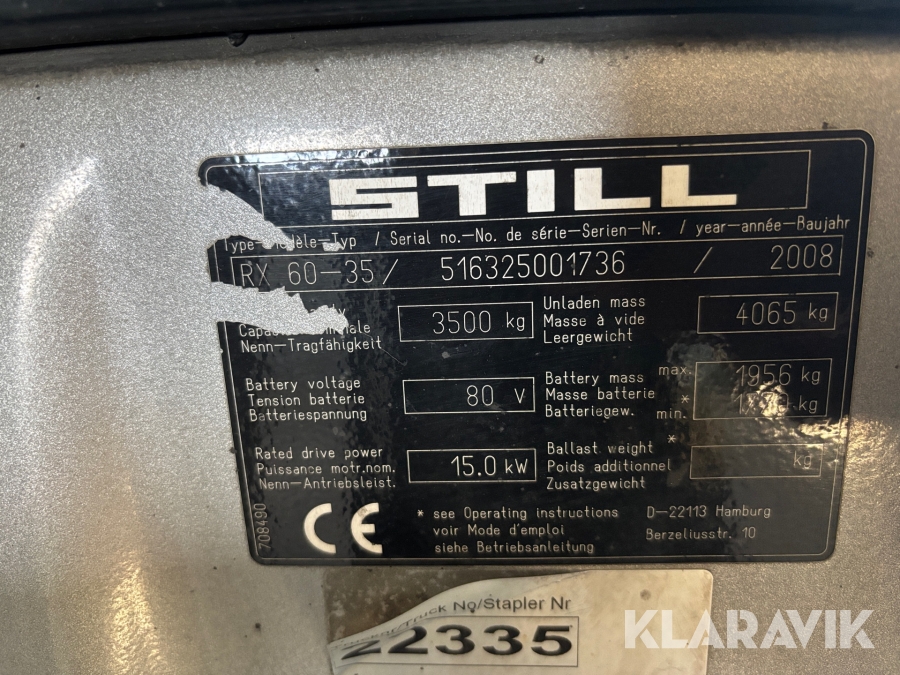 STILL
Type-Modèle-Typ / Serial no.-No. de série-Serien-Nr. / year-année-Baujahr
RX 60-35 / 516325001736 / 2008
3500 kg
Nenn-Tragfähigkeit
Unladen mass
Masse à vide
Leergewicht
4065 kg
Battery voltage
Tension batterie
Batteriespannung
80 V
Battery mass max.
Masse batterie *
Batteriegew. min.
1956 kg
kg
Rated drive power
Puissance motr.nom.
Nenn-Antriebsleist.
15.0 kW
Ballast weight *
Poids additionnel
Zusatzgewicht
kg
708490
CE
* see Operating instructions
voir Mode d'emploi
siehe Betriebsanleitung
D-22113 Hamburg
Berzeliusstr. 10
Truck No/Stapler Nr
22335
KLARAVIK